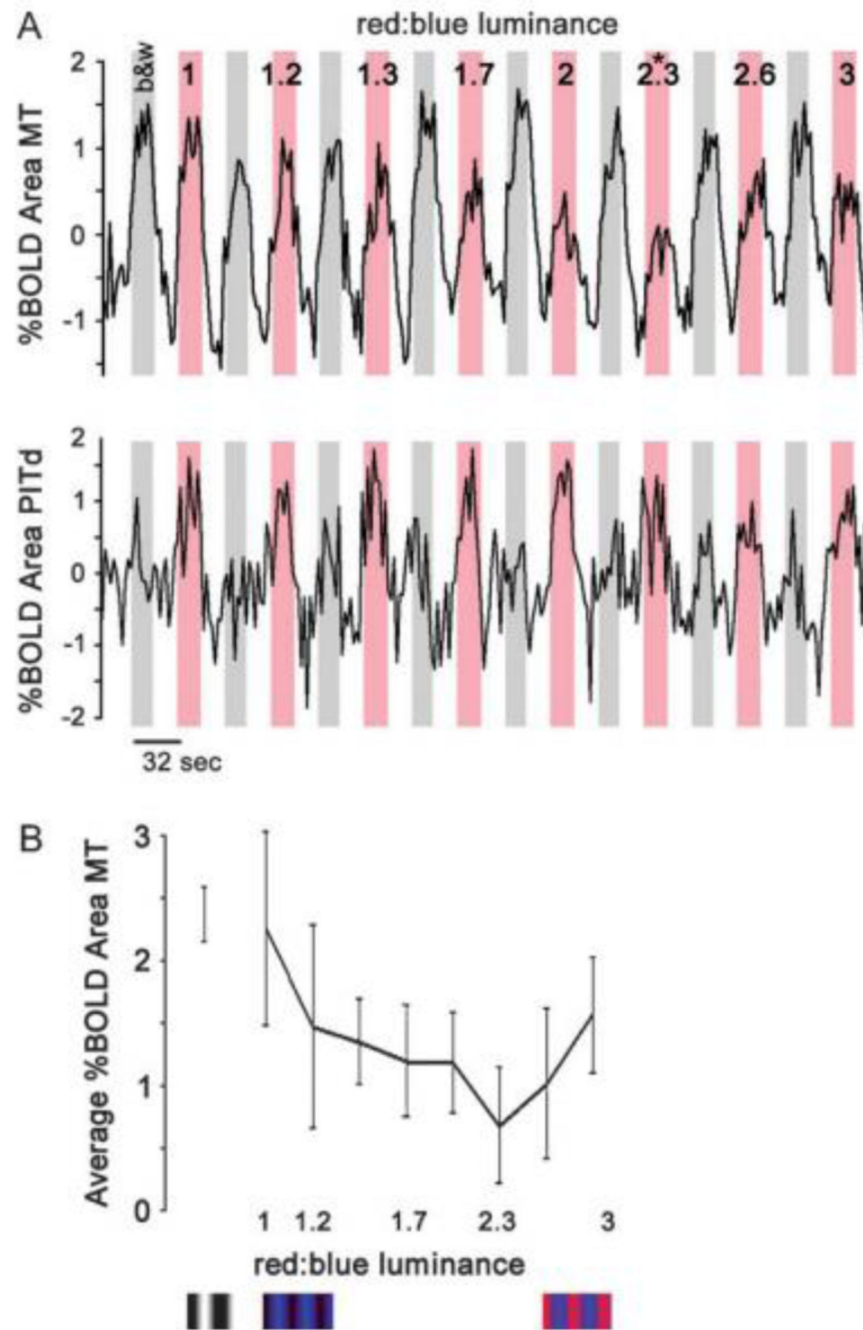 A
red:blue luminance
b&w 1 1.2 1.3 1.7 2 2.3 2.6 3
*
%BOLD Area MT
2
1
0
-1
%BOLD Area PITd
2
1
0
-1
-2
32 sec
B
Average %BOLD Area MT
3
2
1
0
1 1.2 1.7 2.3 3
red:blue luminance